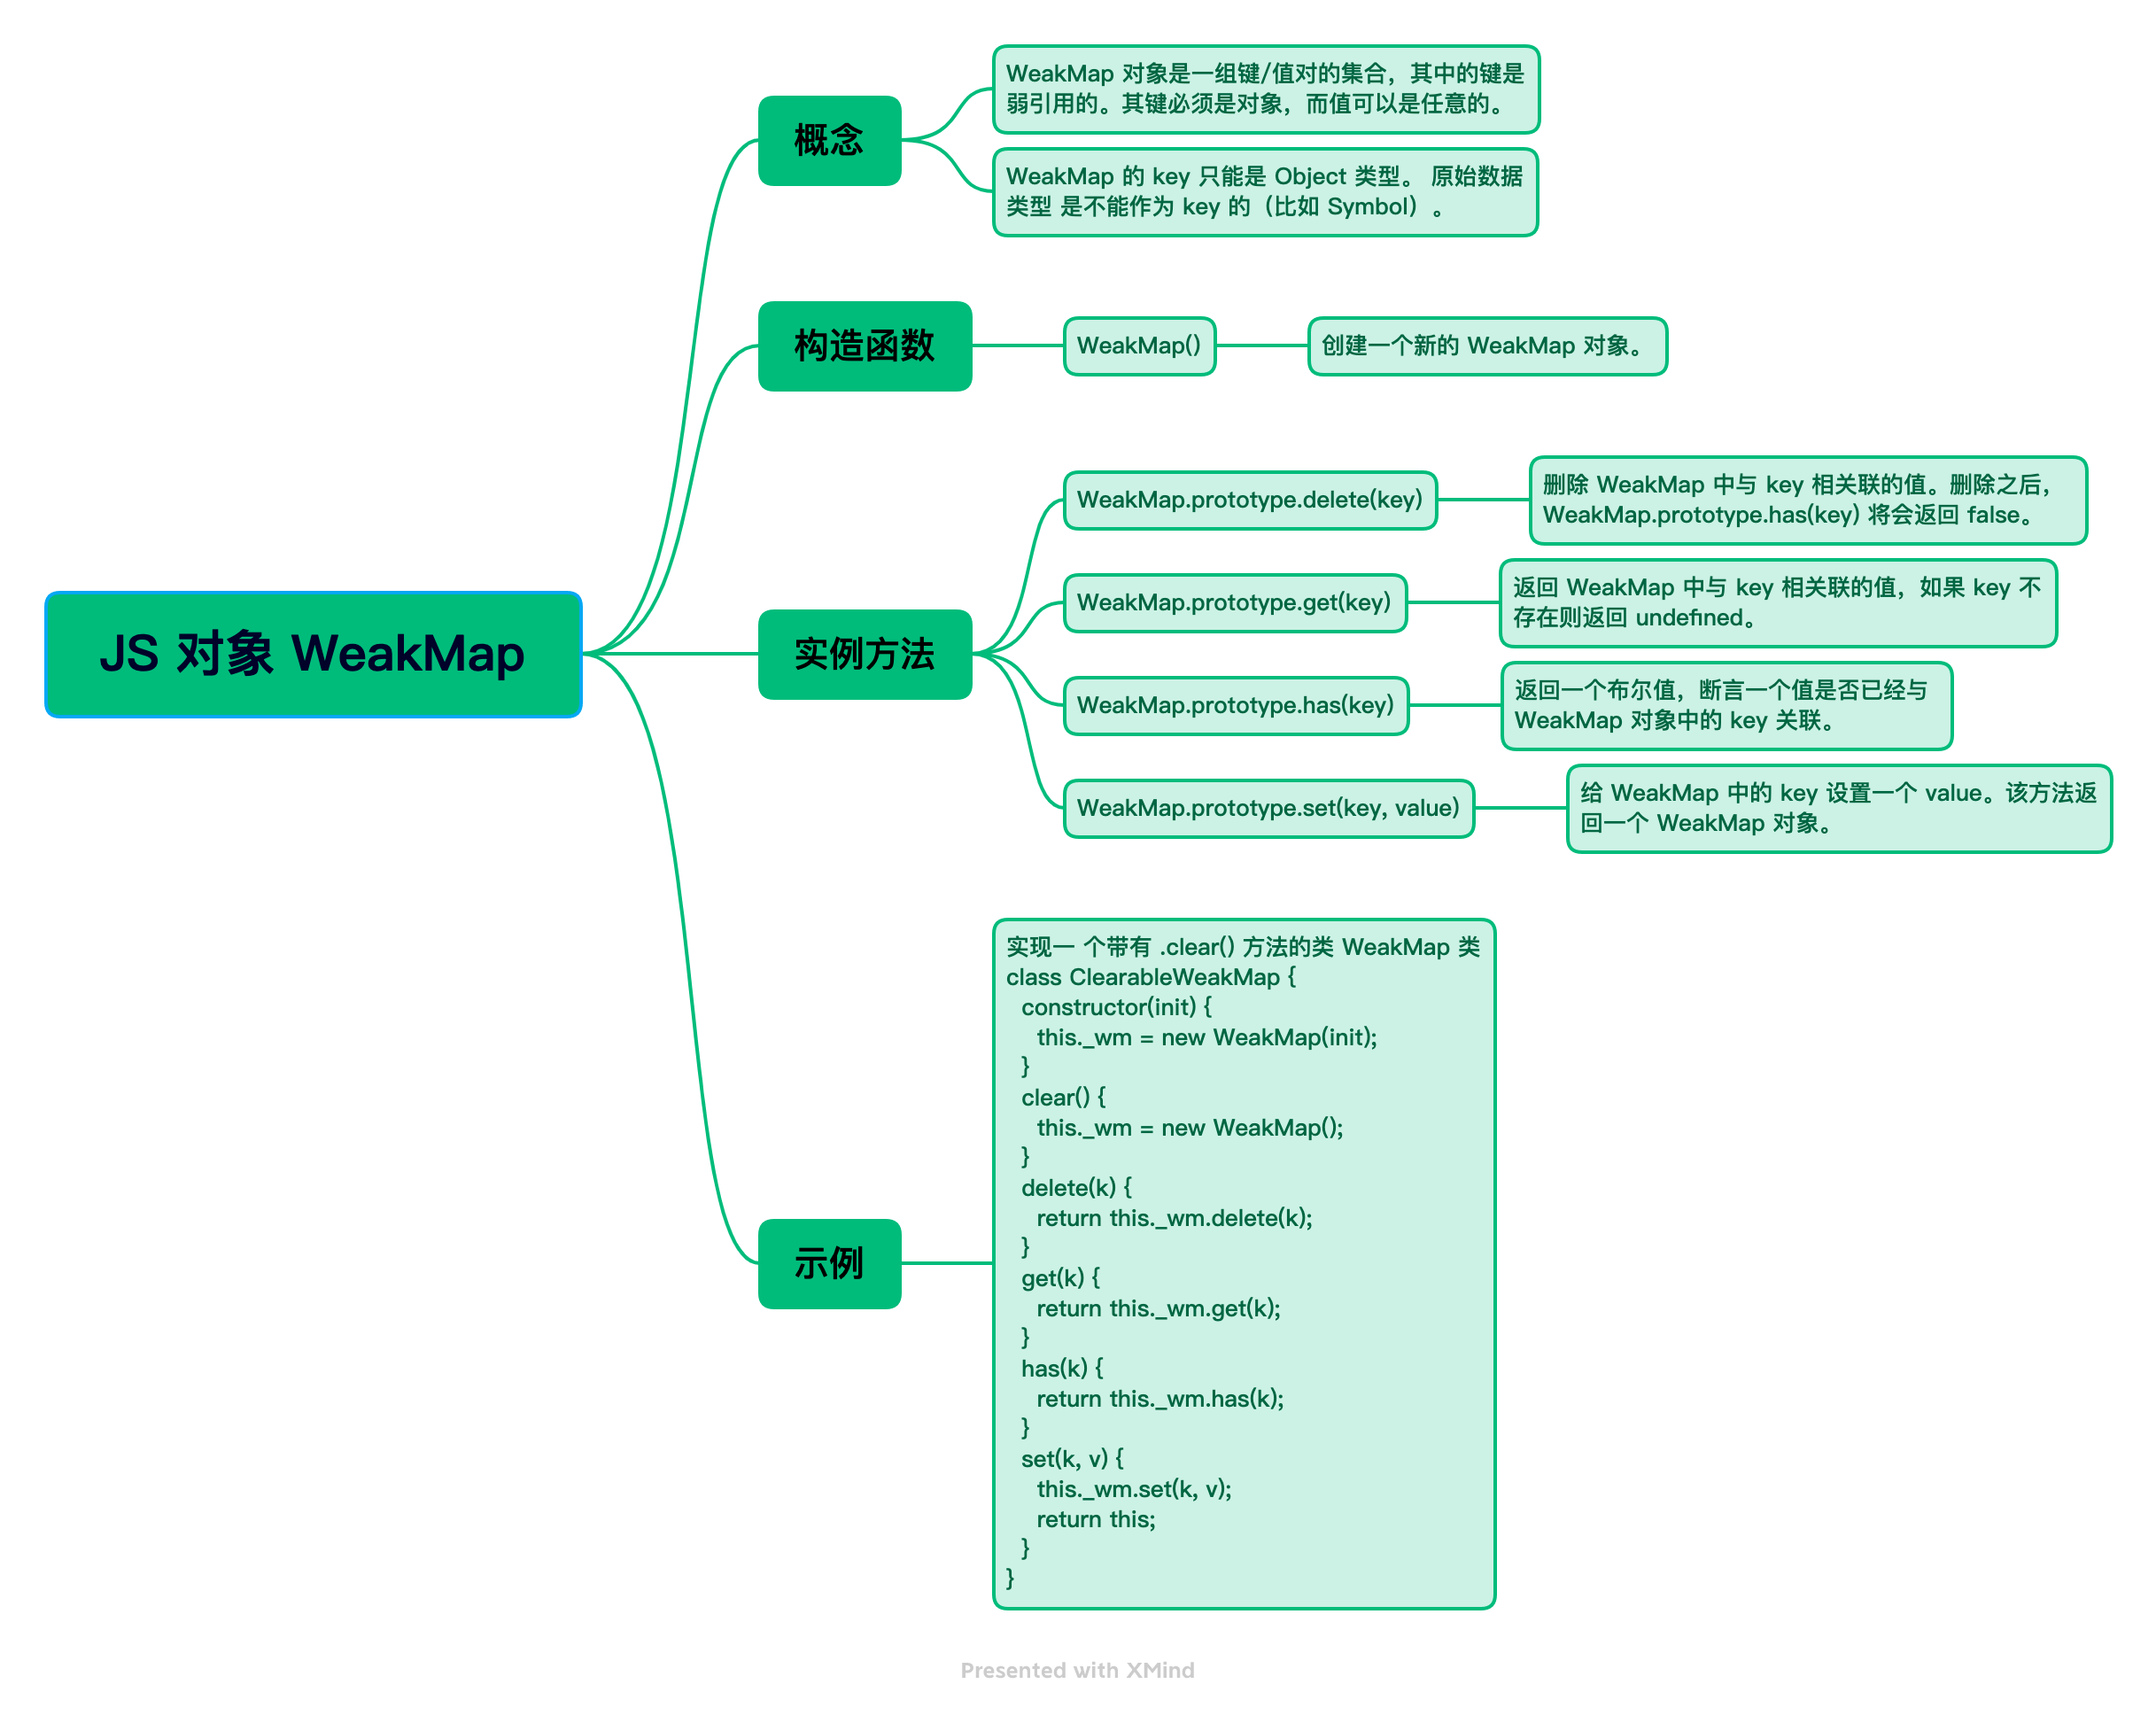 JS 对象 WeakMap
概念
WeakMap 对象是一组键/值对的集合，其中的键是
弱引用的。其键必须是对象，而值可以是任意的。
WeakMap 的 key 只能是 Object 类型。 原始数据
类型 是不能作为 key 的（比如 Symbol）。
构造函数
WeakMap()
创建一个新的 WeakMap 对象。
实例方法
WeakMap.prototype.delete(key)
删除 WeakMap 中与 key 相关联的值。删除之后，
WeakMap.prototype.has(key) 将会返回 false。
WeakMap.prototype.get(key)
返回 WeakMap 中与 key 相关联的值，如果 key 不
存在则返回 undefined。
WeakMap.prototype.has(key)
返回一个布尔值，断言一个值是否已经与
WeakMap 对象中的 key 关联。
WeakMap.prototype.set(key, value)
给 WeakMap 中的 key 设置一个 value。该方法返
回一个 WeakMap 对象。
示例
实现一 个带有 .clear() 方法的类 WeakMap 类
class ClearableWeakMap {
  constructor(init) {
    this._wm = new WeakMap(init);
  }
  clear() {
    this._wm = new WeakMap();
  }
  delete(k) {
    return this._wm.delete(k);
  }
  get(k) {
    return this._wm.get(k);
  }
  has(k) {
    return this._wm.has(k);
  }
  set(k, v) {
    this._wm.set(k, v);
    return this;
  }
}
Presented with XMind